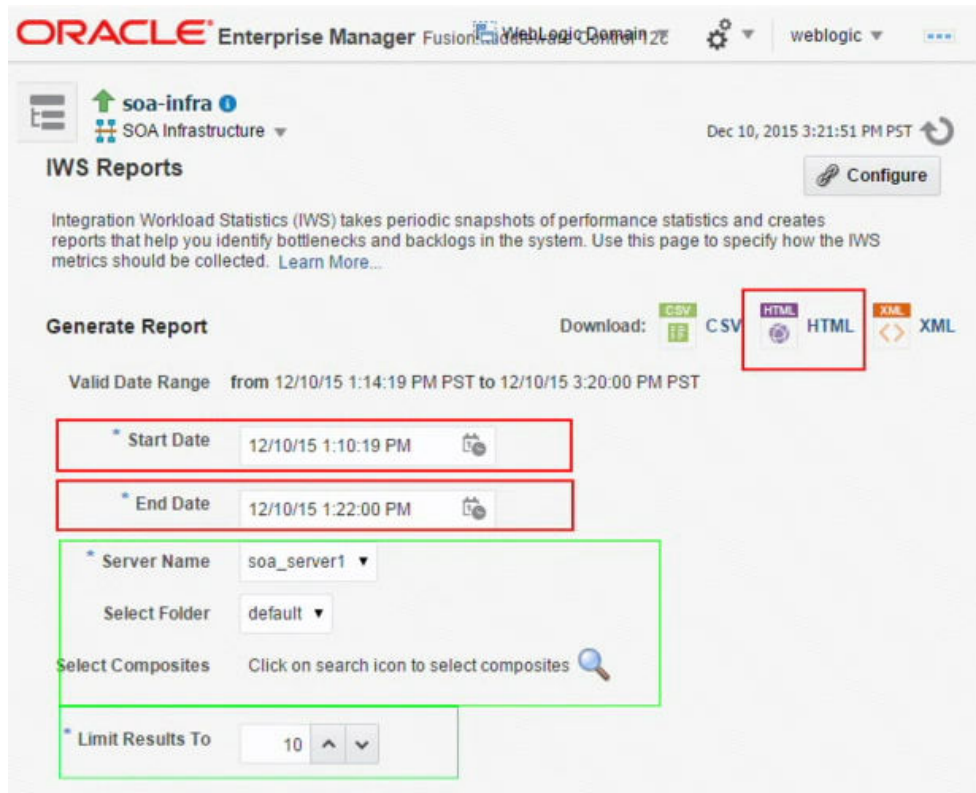 ORACLE Enterprise Manager Fusion Middleware Control 12c WebLogic Domain weblogic
soa-infra
SOA Infrastructure
Dec 10, 2015 3:21:51 PM PST
IWS Reports
Configure
Integration Workload Statistics (IWS) takes periodic snapshots of performance statistics and creates
reports that help you identify bottlenecks and backlogs in the system. Use this page to specify how the IWS
metrics should be collected. Learn More...
Generate Report
Download: CSV CSV HTML HTML XML XML
Valid Date Range from 12/10/15 1:14:19 PM PST to 12/10/15 3:20:00 PM PST
* Start Date 12/10/15 1:10:19 PM
* End Date 12/10/15 1:22:00 PM
* Server Name soa_server1
Select Folder default
Select Composites Click on search icon to select composites
* Limit Results To 10